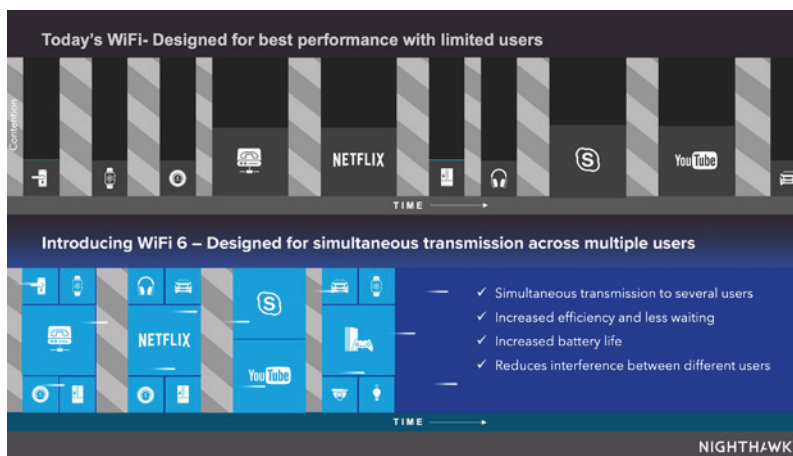 Today's WiFi- Designed for best performance with limited users
Contention
NETFLIX
S
YouTube
TIME
Introducing WiFi 6 – Designed for simultaneous transmission across multiple users
NETFLIX
S
YouTube
✓ Simultaneous transmission to several users
✓ Increased efficiency and less waiting
✓ Increased battery life
✓ Reduces interference between different users
TIME
NIGHTHAWK